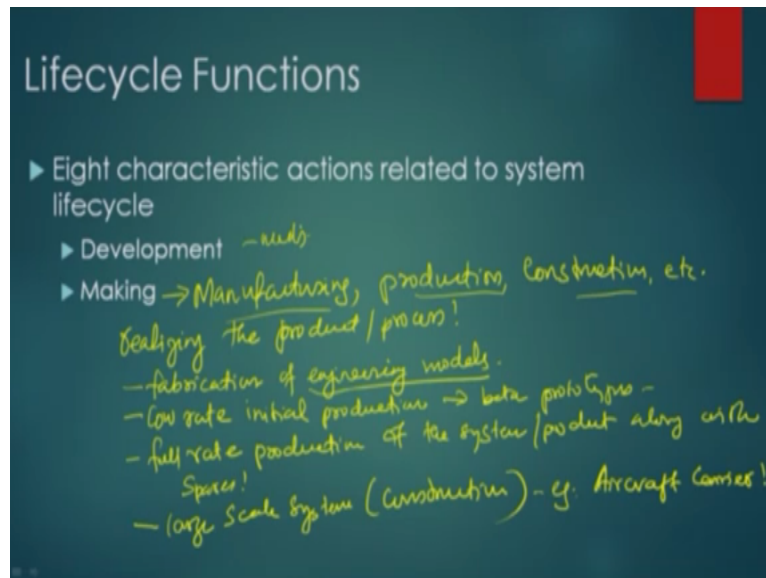 Lifecycle Functions
Eight characteristic actions related to system
lifecycle
Development - needs
Making → Manufacturing, production, Construction, etc.
Realizing the product / process!
- fabrication of engineering models.
- Low rate initial production → beta prototypes -
- full rate production of the system/product along with
Spares!
- large Scale System (Construction) - eg. Aircraft Carrier!